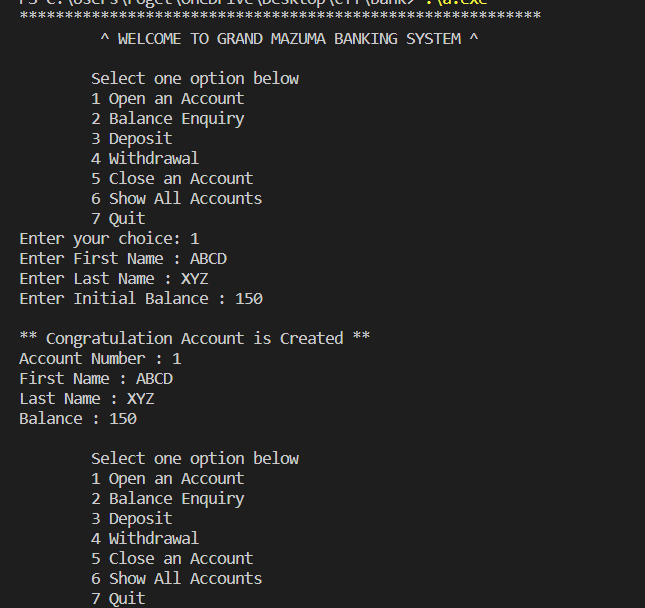 PS C:\Users\Yoget\OneDrive\Desktop\cff\bank> .\a.exe
**********************************************************
^ WELCOME TO GRAND MAZUMA BANKING SYSTEM ^
Select one option below
1 Open an Account
2 Balance Enquiry
3 Deposit
4 Withdrawal
5 Close an Account
6 Show All Accounts
7 Quit
Enter your choice: 1
Enter First Name : ABCD
Enter Last Name : XYZ
Enter Initial Balance : 150
** Congratulation Account is Created **
Account Number : 1
First Name : ABCD
Last Name : XYZ
Balance : 150
Select one option below
1 Open an Account
2 Balance Enquiry
3 Deposit
4 Withdrawal
5 Close an Account
6 Show All Accounts
7 Quit